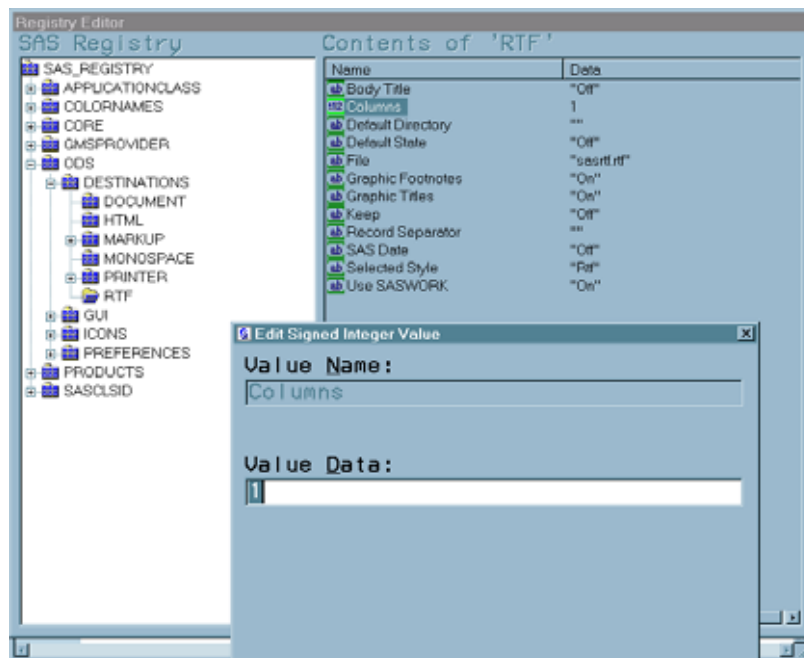 Registry Editor
SAS Registry
Contents of 'RTF'
SAS_REGISTRY
APPLICATIONCLASS
COLORNAMES
CORE
GMSPROVIDER
ODS
DESTINATIONS
DOCUMENT
HTML
MARKUP
MONOSPACE
PRINTER
RTF
GUI
ICONS
PREFERENCES
PRODUCTS
SASCLSID
Name Data
Body Title "Off"
Columns 1
Default Directory ""
Default State "Off"
File "sasrtf.rtf"
Graphic Footnotes "On"
Graphic Titles "On"
Keep "Off"
Record Separator ""
SAS Date "Off"
Selected Style "Rtf"
Use SASWORK "On"
Edit Signed Integer Value
Value Name:
Columns
Value Data:
1